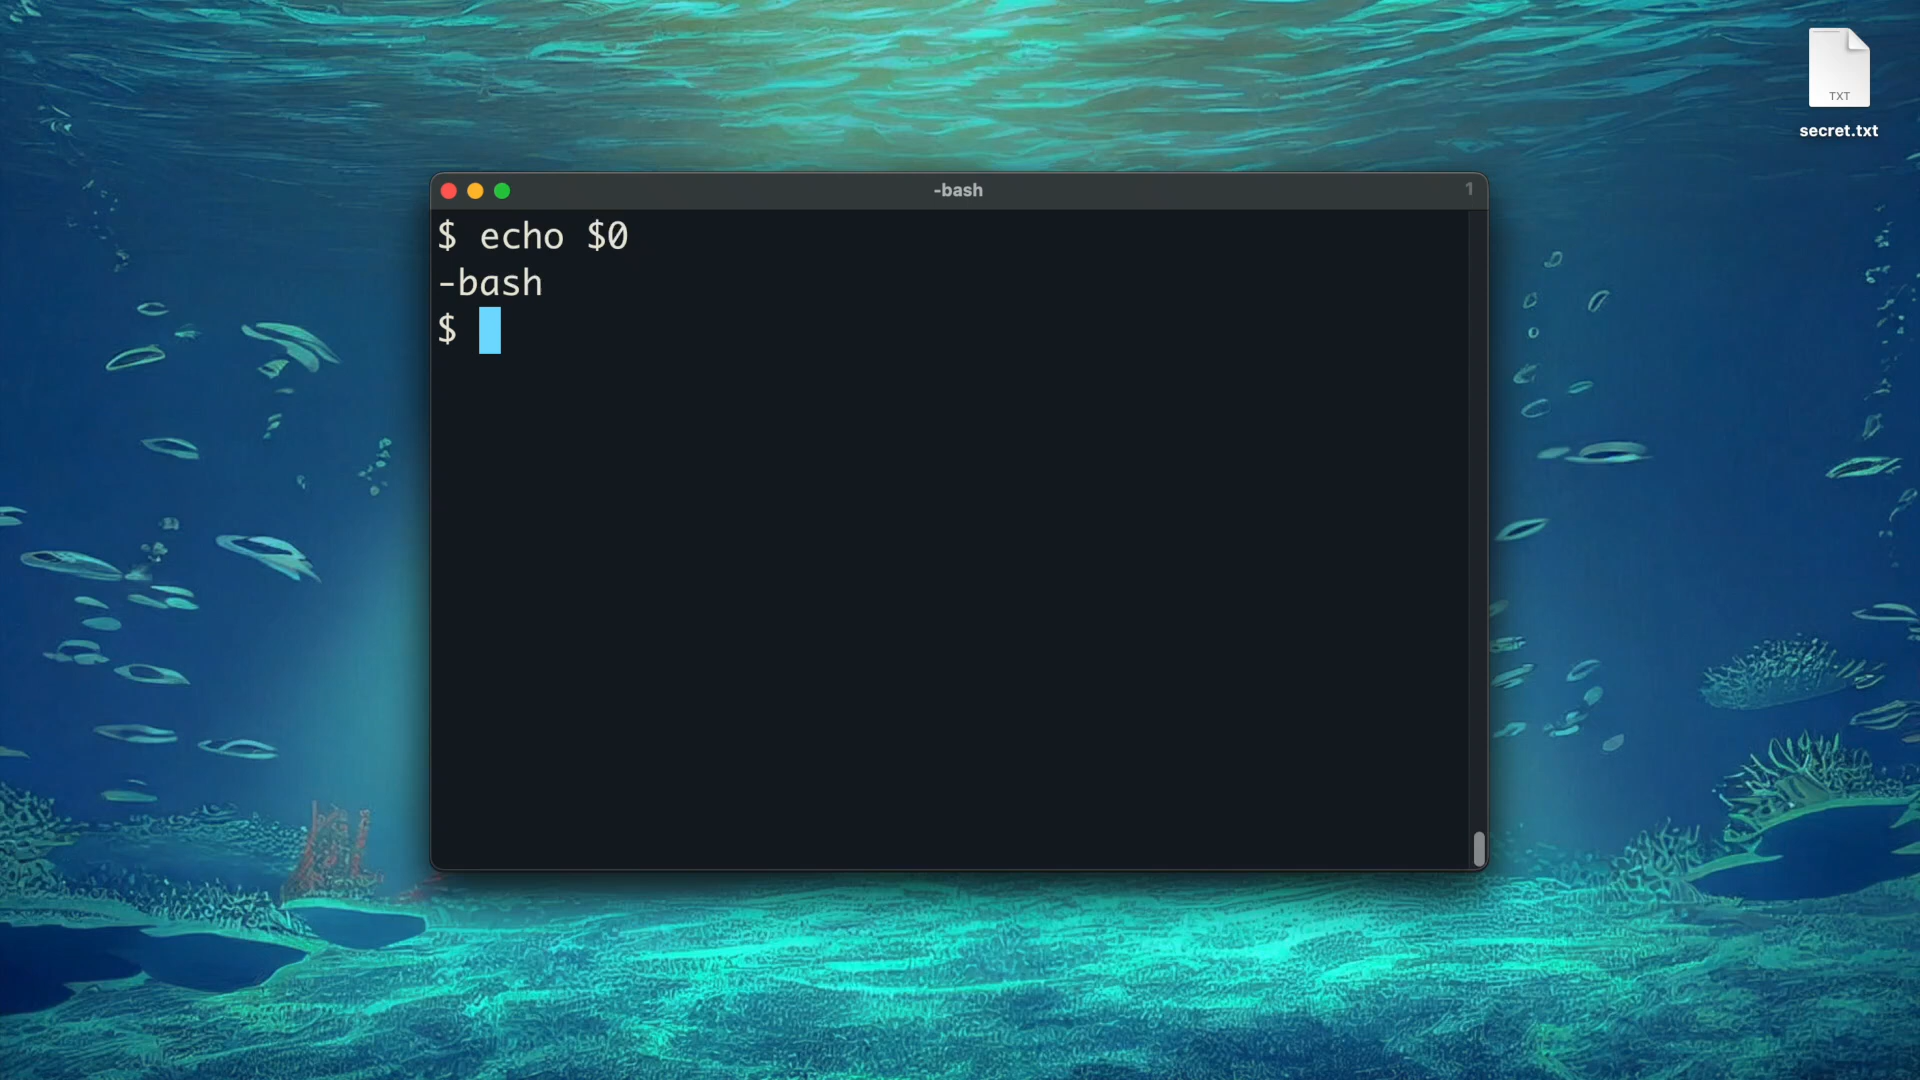 TXT
secret.txt
-bash 1
$ echo $0
-bash
$